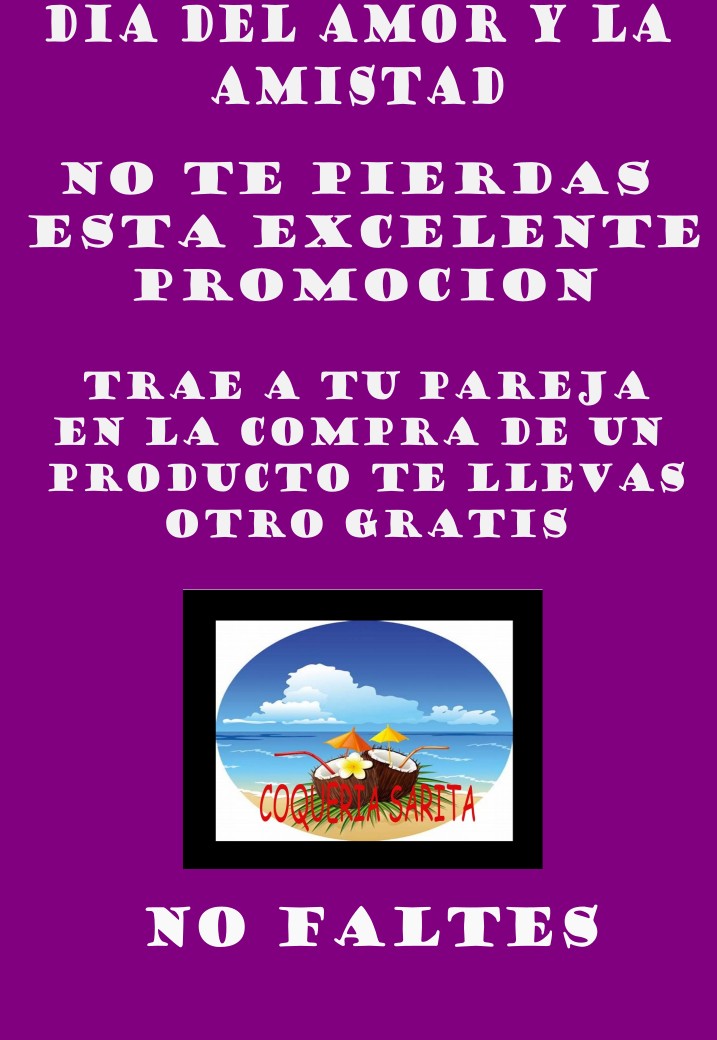 DIA DEL AMOR Y LA
AMISTAD
NO TE PIERDAS
ESTA EXCELENTE
PROMOCION
TRAE A TU PAREJA
EN LA COMPRA DE UN
PRODUCTO TE LLEVAS
OTRO GRATIS
COQUERIA SARITA
NO FALTES